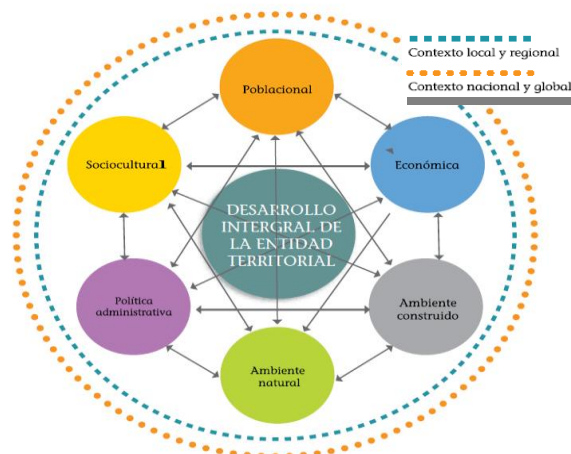 Contexto local y regional
Contexto nacional y global
Poblacional
Sociocultural
Económica
DESARROLLO
INTERGRAL DE
LA ENTIDAD
TERRITORIAL
Política
administrativa
Ambiente
construido
Ambiente
natural